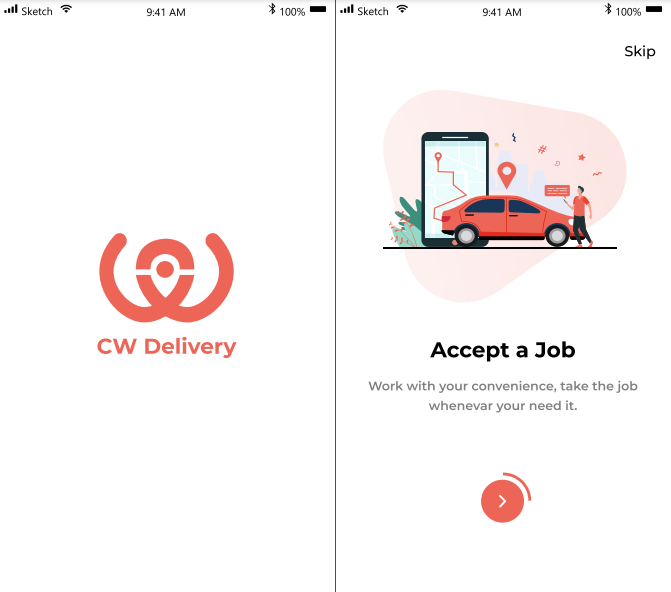 Sketch 9:41 AM 100%
CW Delivery
Sketch 9:41 AM 100%
Skip
#
Accept a Job
Work with your convenience, take the job
whenevar your need it.